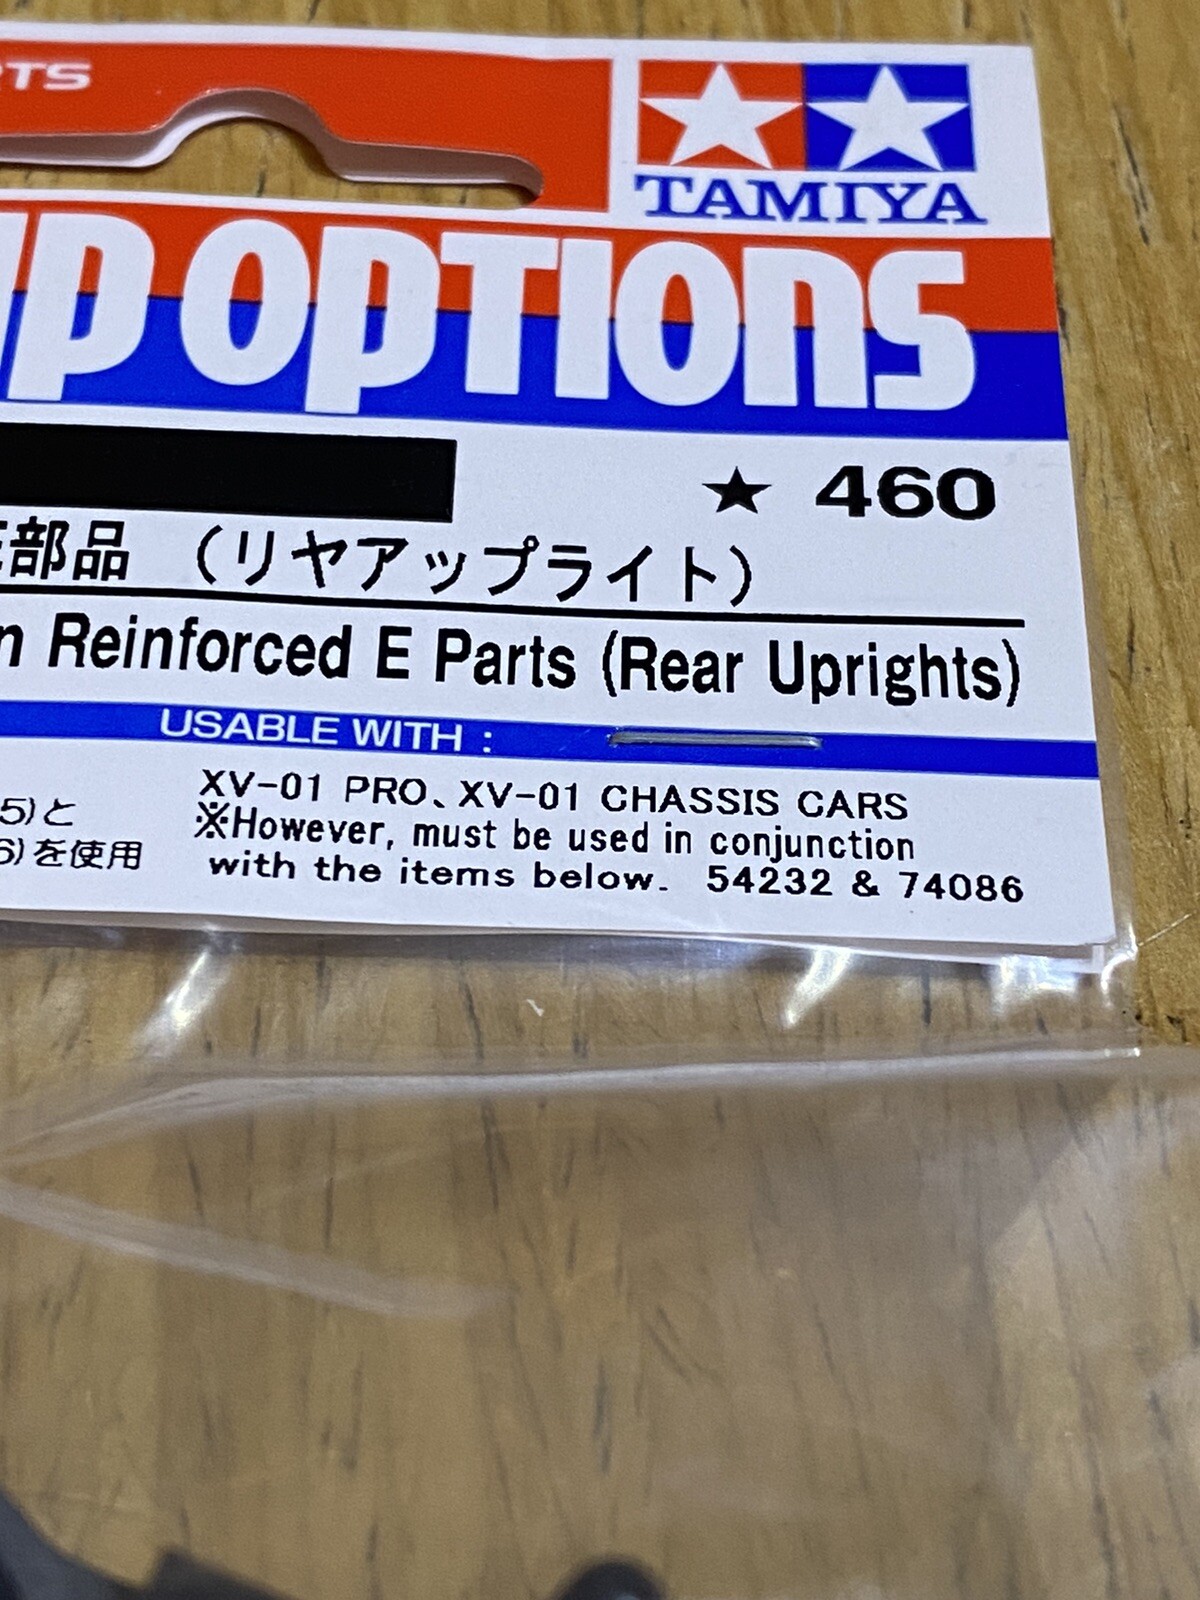 TAMIYA
OPTIONS
★ 460
部品 (リヤアップライト)
Reinforced E Parts (Rear Uprights)
USABLE WITH :
XV-01 PRO、XV-01 CHASSIS CARS
5)と
※However, must be used in conjunction
6)を使用
with the items below. 54232 & 74086